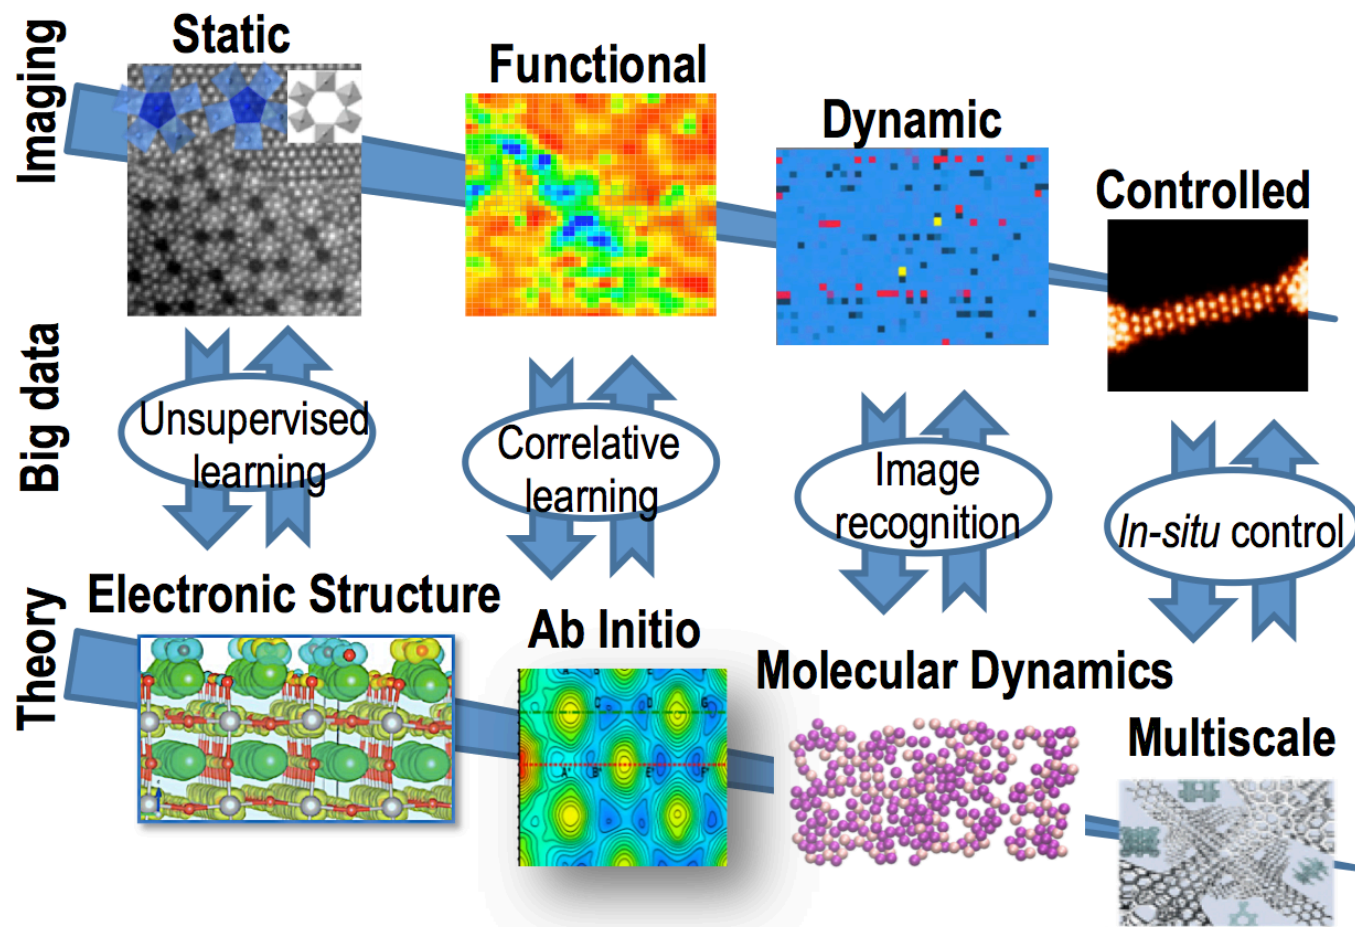 Imaging
Static
Functional
Dynamic
Controlled
Big data
Unsupervised
learning
Correlative
learning
Image
recognition
In-situ control
Theory
Electronic Structure
Ab Initio
Molecular Dynamics
Multiscale
A' B' E' F'